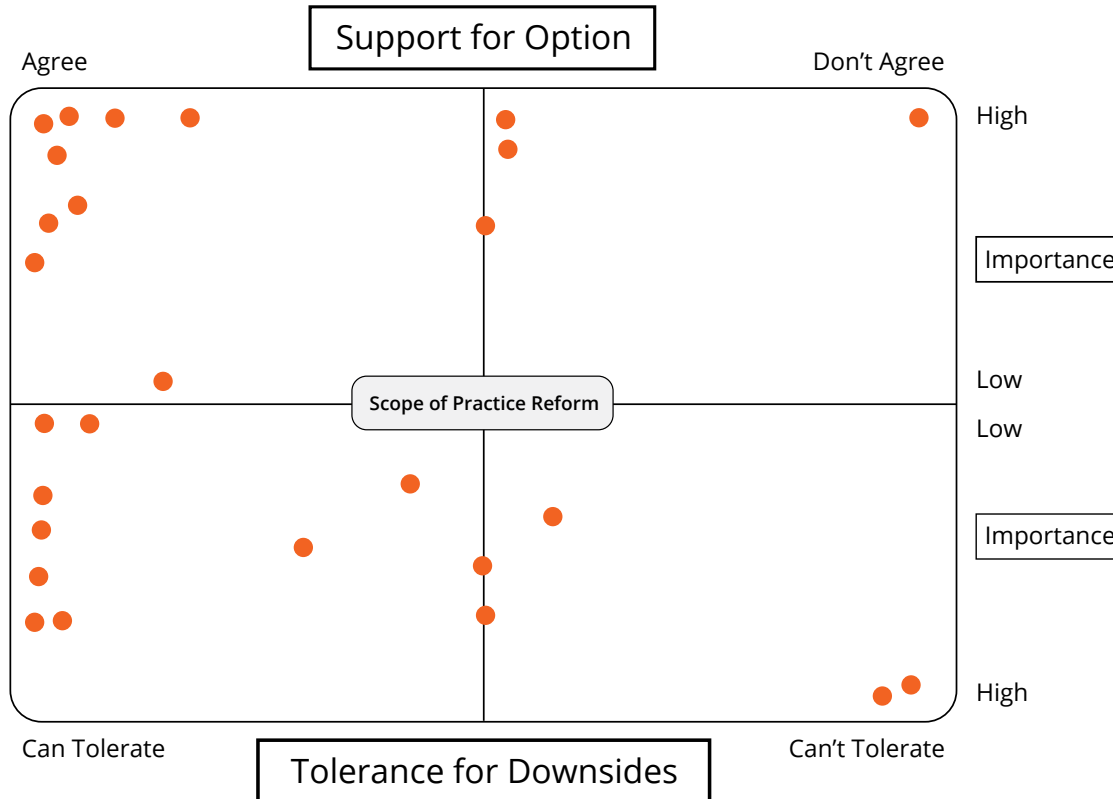 Support for Option
Agree
Don't Agree
High
Importance
Low
Scope of Practice Reform
Low
Importance
High
Can Tolerate
Can't Tolerate
Tolerance for Downsides